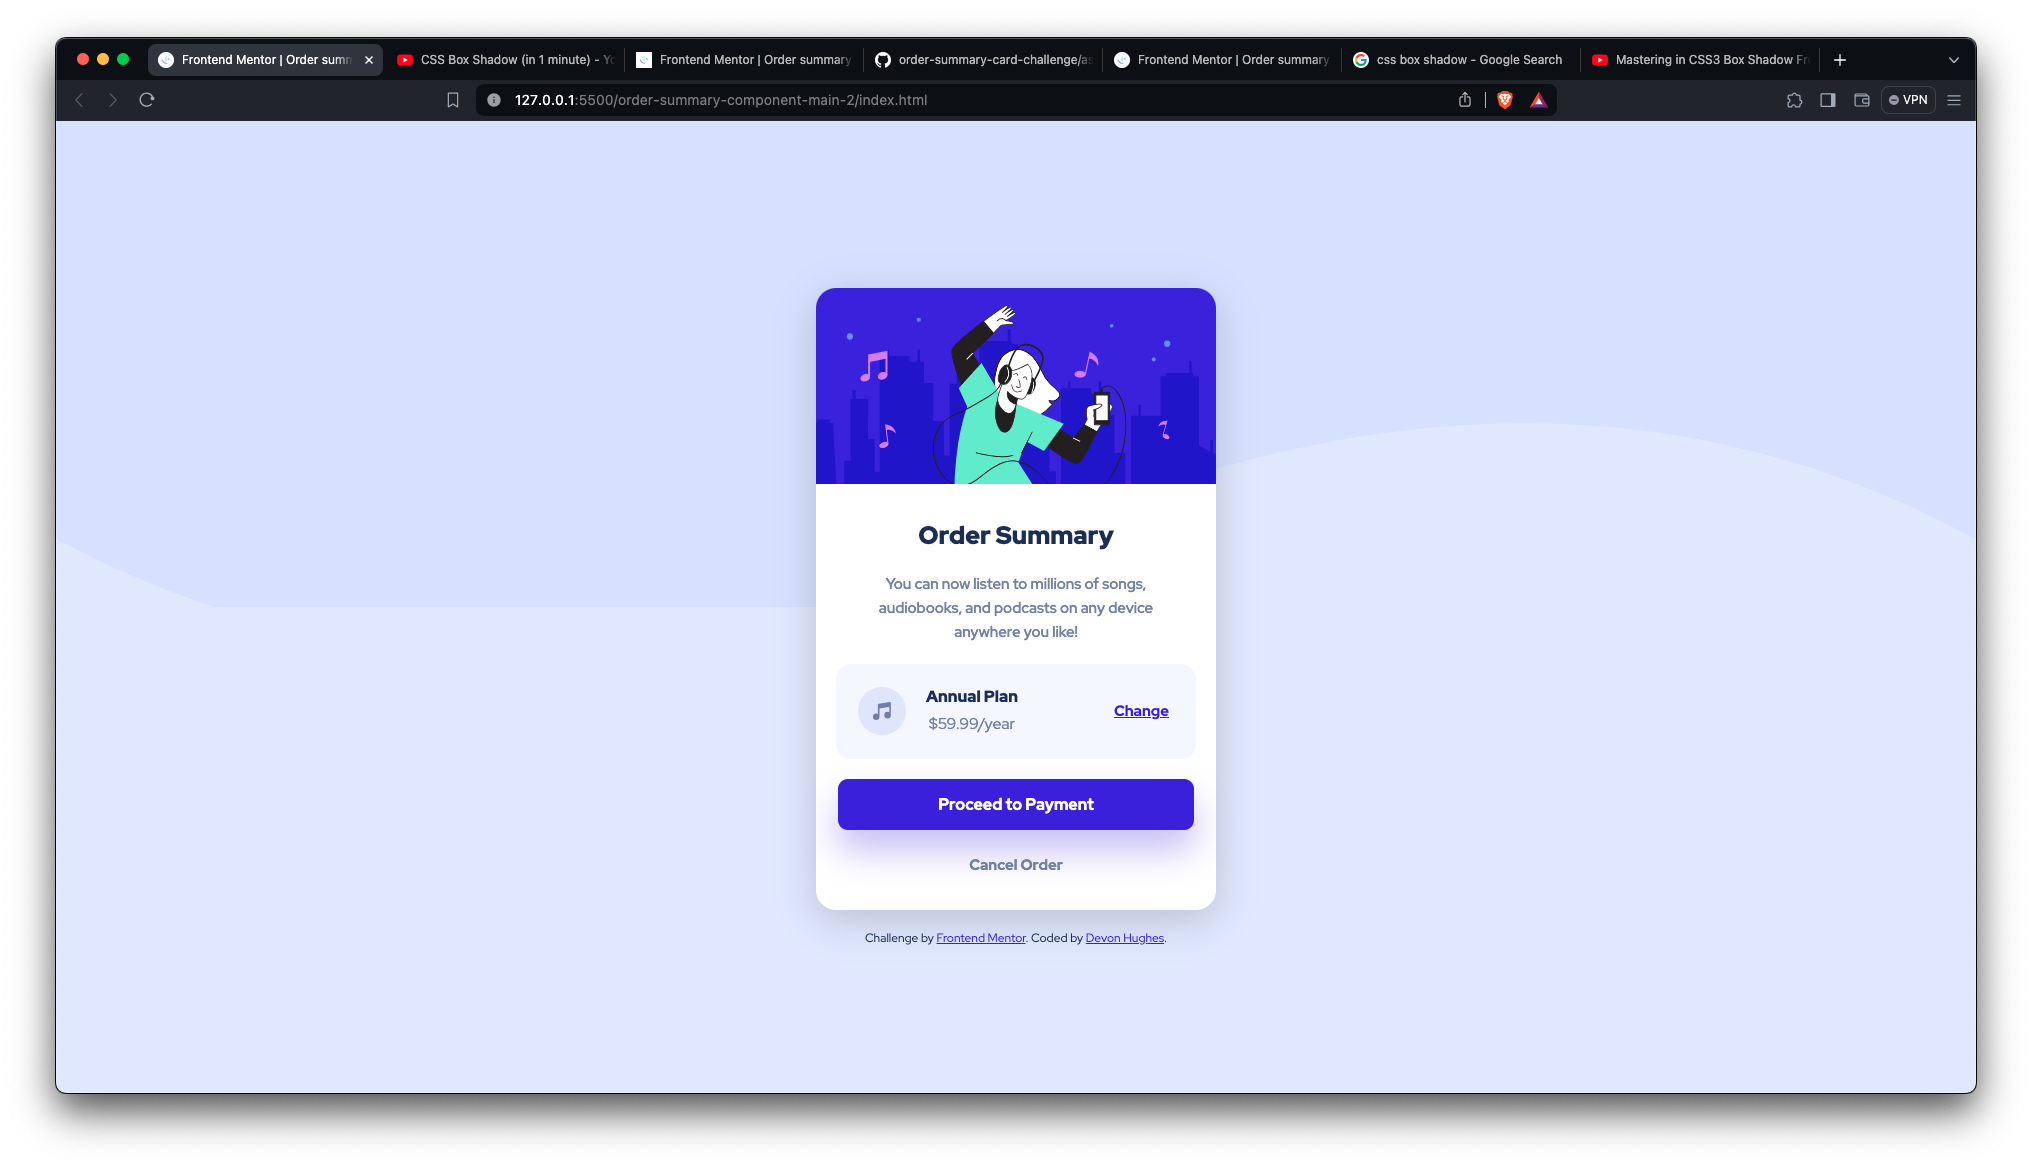 Frontend Mentor | Order sum
CSS Box Shadow (in 1 minute) -
Frontend Mentor | Order summary
order-summary-card-challenge/as
Frontend Mentor | Order summary
css box shadow - Google Search
Mastering in CSS3 Box Shadow
127.0.0.1:5500/order-summary-component-main-2/index.html
VPN
Order Summary
You can now listen to millions of songs,
audiobooks, and podcasts on any device
anywhere you like!
Annual Plan
$59.99/year
Change
Proceed to Payment
Cancel Order
Challenge by Frontend Mentor. Coded by Devon Hughes.